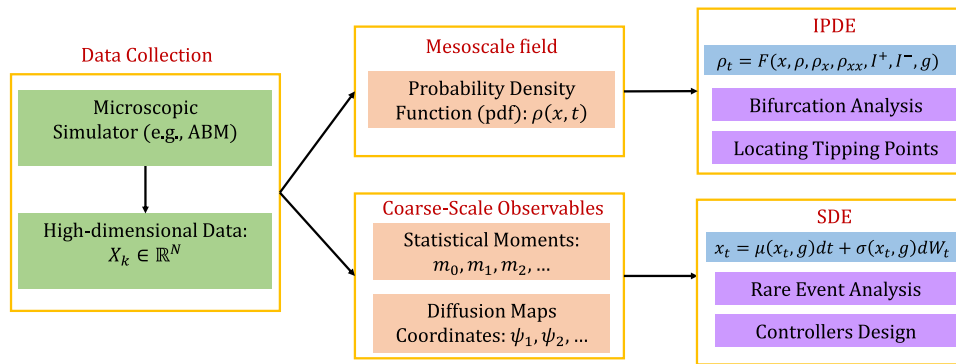 Data Collection
Microscopic
Simulator (e.g., ABM)
High-dimensional Data:
X_k ∈ ℝ^N
Mesoscale field
Probability Density
Function (pdf): ρ(x, t)
Coarse-Scale Observables
Statistical Moments:
m_0, m_1, m_2, ...
Diffusion Maps
Coordinates: ψ_1, ψ_2, ...
IPDE
ρ_t = F(x, ρ, ρ_x, ρ_xx, I^+, I^-, g)
Bifurcation Analysis
Locating Tipping Points
SDE
x_t = μ(x_t, g)dt + σ(x_t, g)dW_t
Rare Event Analysis
Controllers Design